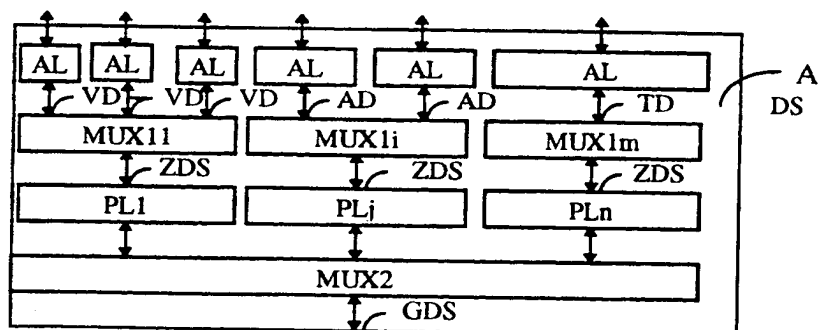 AL AL AL AL AL AL A
VD VD VD AD AD TD DS
MUX11 MUX1i MUX1m
ZDS ZDS ZDS
PL1 PLj PLn
MUX2
GDS